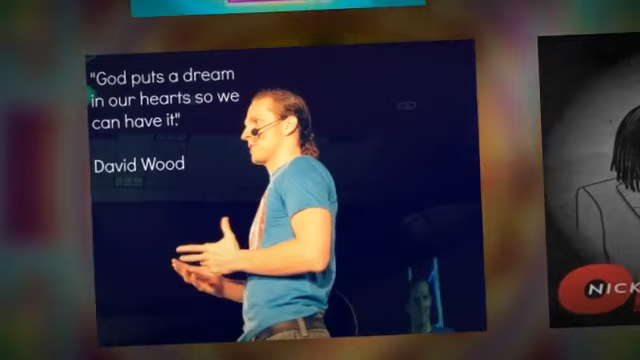 "God puts a dream
in our hearts so we
can have it."
David Wood
NICK